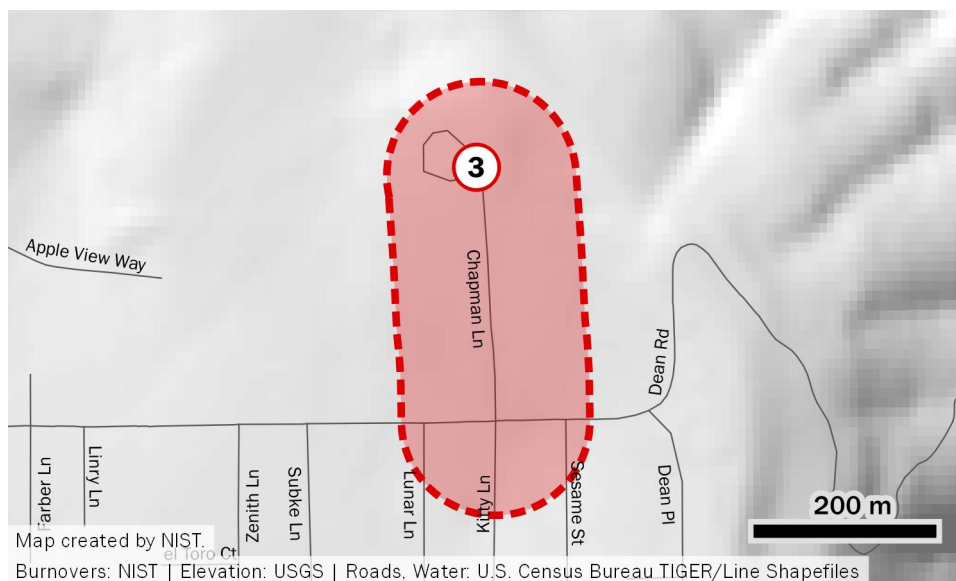 3
Apple View Way
Chapman Ln
Dean Rd
Farber Ln
Linry Ln
Zenith Ln
Subke Ln
Lunar Ln
Kitty Ln
Sesame St
Dean Pl
200 m
el Toro Ct
Map created by NIST.
Burnovers: NIST | Elevation: USGS | Roads, Water: U.S. Census Bureau TIGER/Line Shapefiles